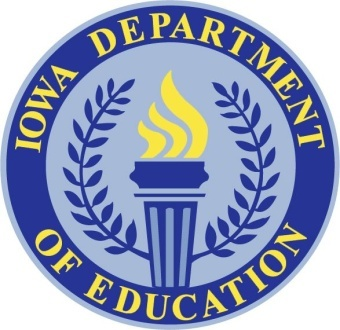 IOWA DEPARTMENT
OF EDUCATION